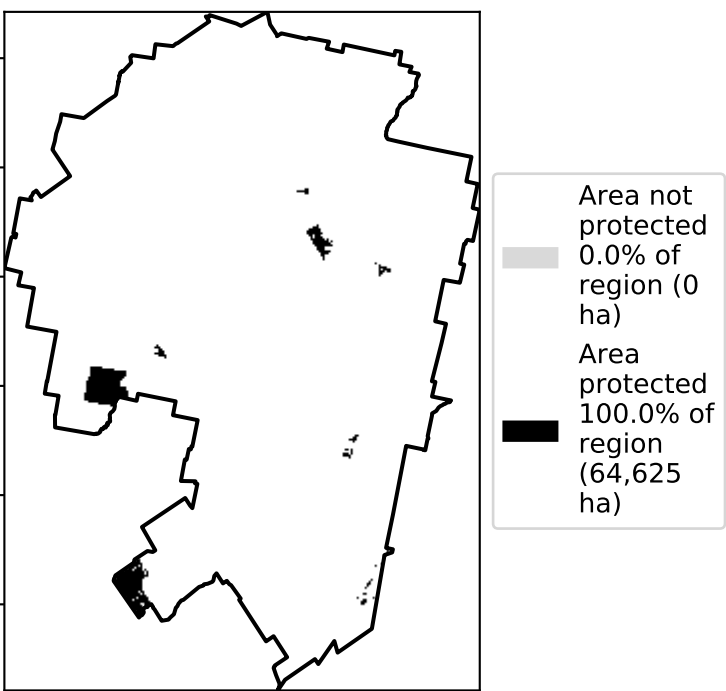 Area not
protected
0.0% of
region (0
ha)
Area
protected
100.0% of
region
(64,625
ha)